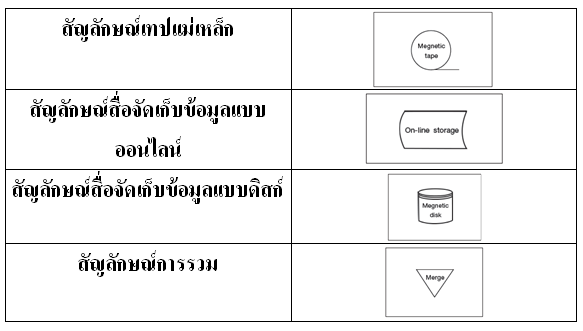 สัญลักษณ์เทปแม่เหล็ก
Megnetic
tape
สัญลักษณ์สื่อจัดเก็บข้อมูลแบบ
ออนไลน์
On-line storage
สัญลักษณ์สื่อจัดเก็บข้อมูลแบบดิสก์
Megnetic
disk
สัญลักษณ์การรวม
Merge